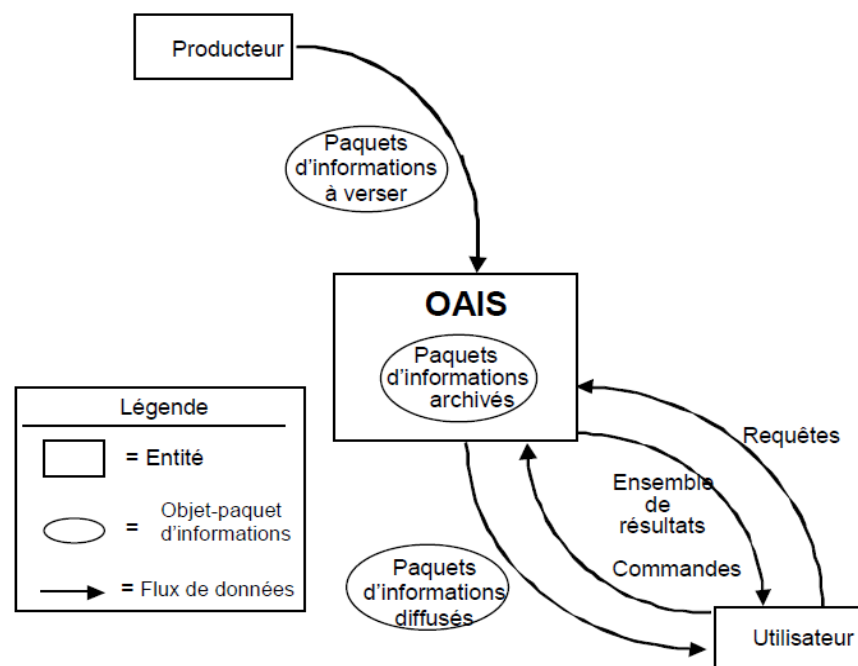 Producteur
Paquets
d'informations
à verser
OAIS
Paquets
d'informations
archivés
Légende
= Entité
= Objet-paquet
d'informations
= Flux de données
Requêtes
Ensemble
de
résultats
Commandes
Paquets
d'informations
diffusés
Utilisateur